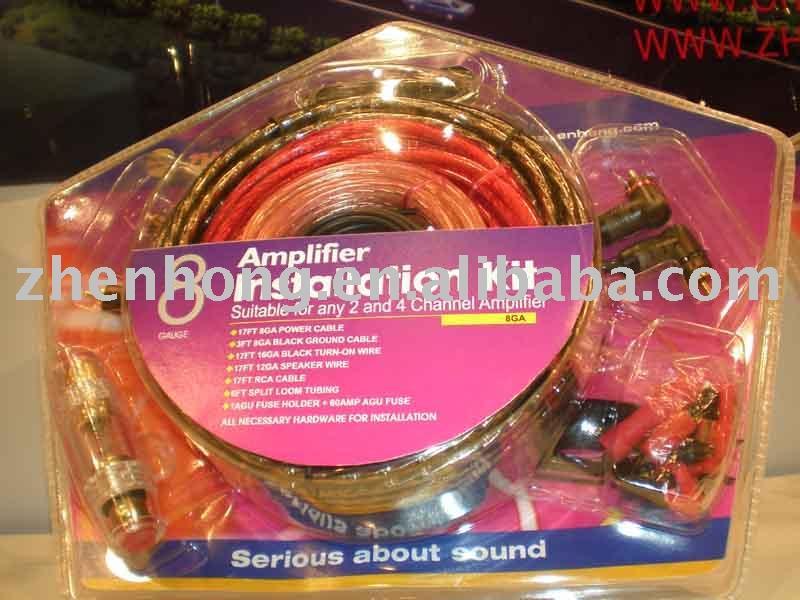 WWW.ZH
zhenhong.com
Amplifier
Installation Kit
zhenhong.en.alibaba.com
8
GAUGE
Suitable for any 2 and 4 Channel Amplifier
8GA
17FT 8GA POWER CABLE
3FT 8GA BLACK GROUND CABLE
17FT 16GA BLACK TURN-ON WIRE
17FT 12GA SPEAKER WIRE
17FT RCA CABLE
6FT SPLIT LOOM TUBING
1AGU FUSE HOLDER + 60AMP AGU FUSE
ALL NECESSARY HARDWARE FOR INSTALLATION
Serious about sound